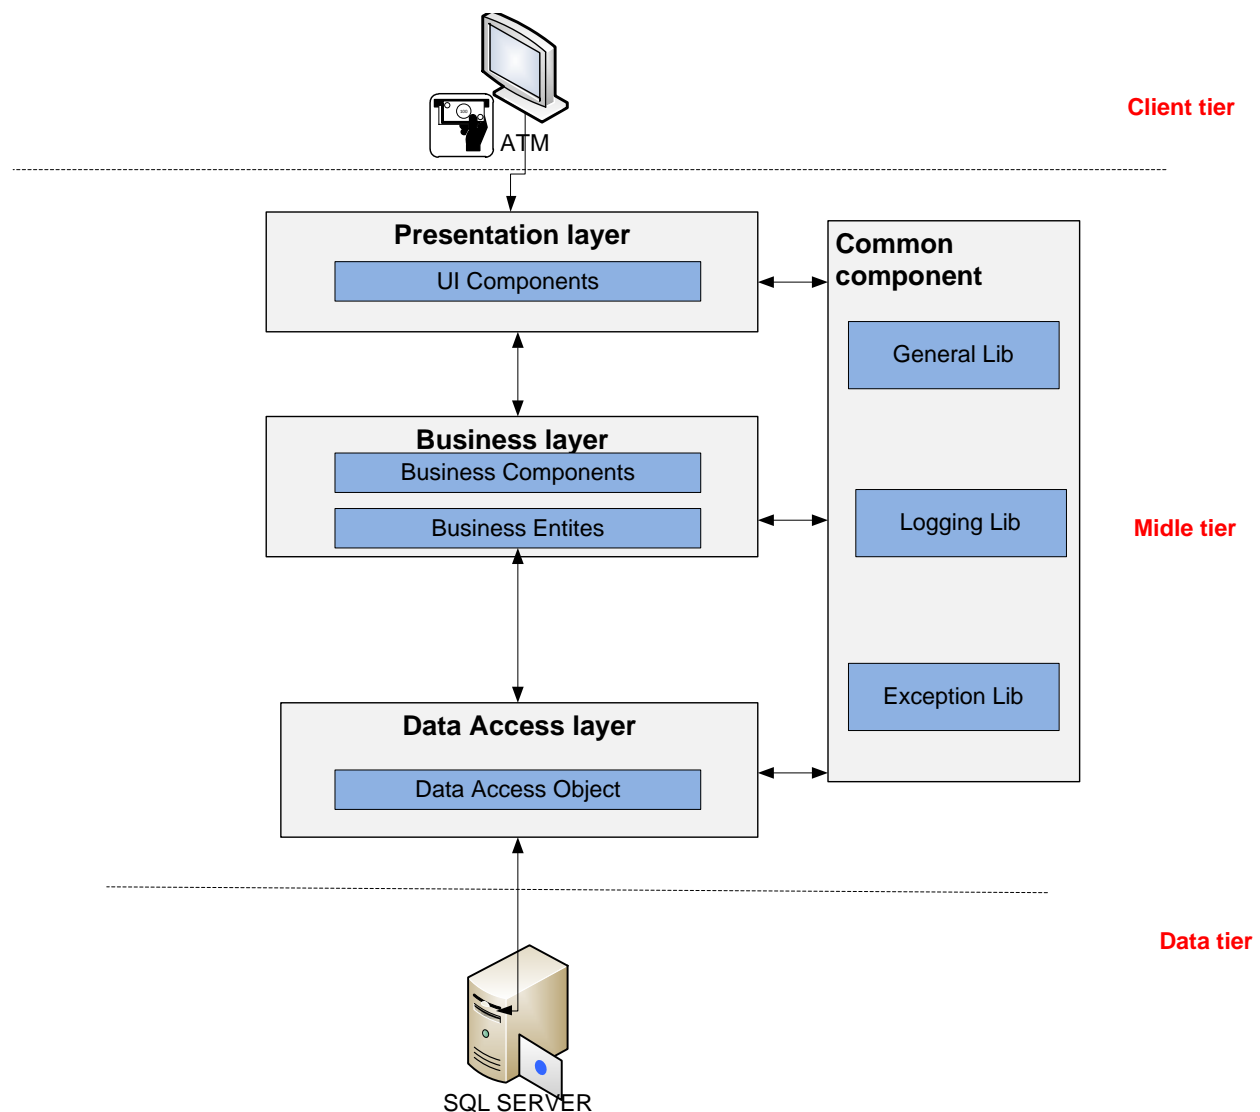 Client tier
ATM
Presentation layer
UI Components
Common
component
General Lib
Business layer
Business Components
Business Entites
Logging Lib
Midle tier
Exception Lib
Data Access layer
Data Access Object
Data tier
SQL SERVER